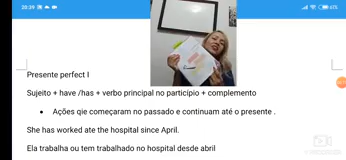 20:39
Presente perfect I
Sujeito + have /has + verbo principal no particípio + complemento
• Ações qie começaram no passado e continuam até o presente .
She has worked ate the hospital since April.
Ela trabalha ou tem trabalhado no hospital desde abril